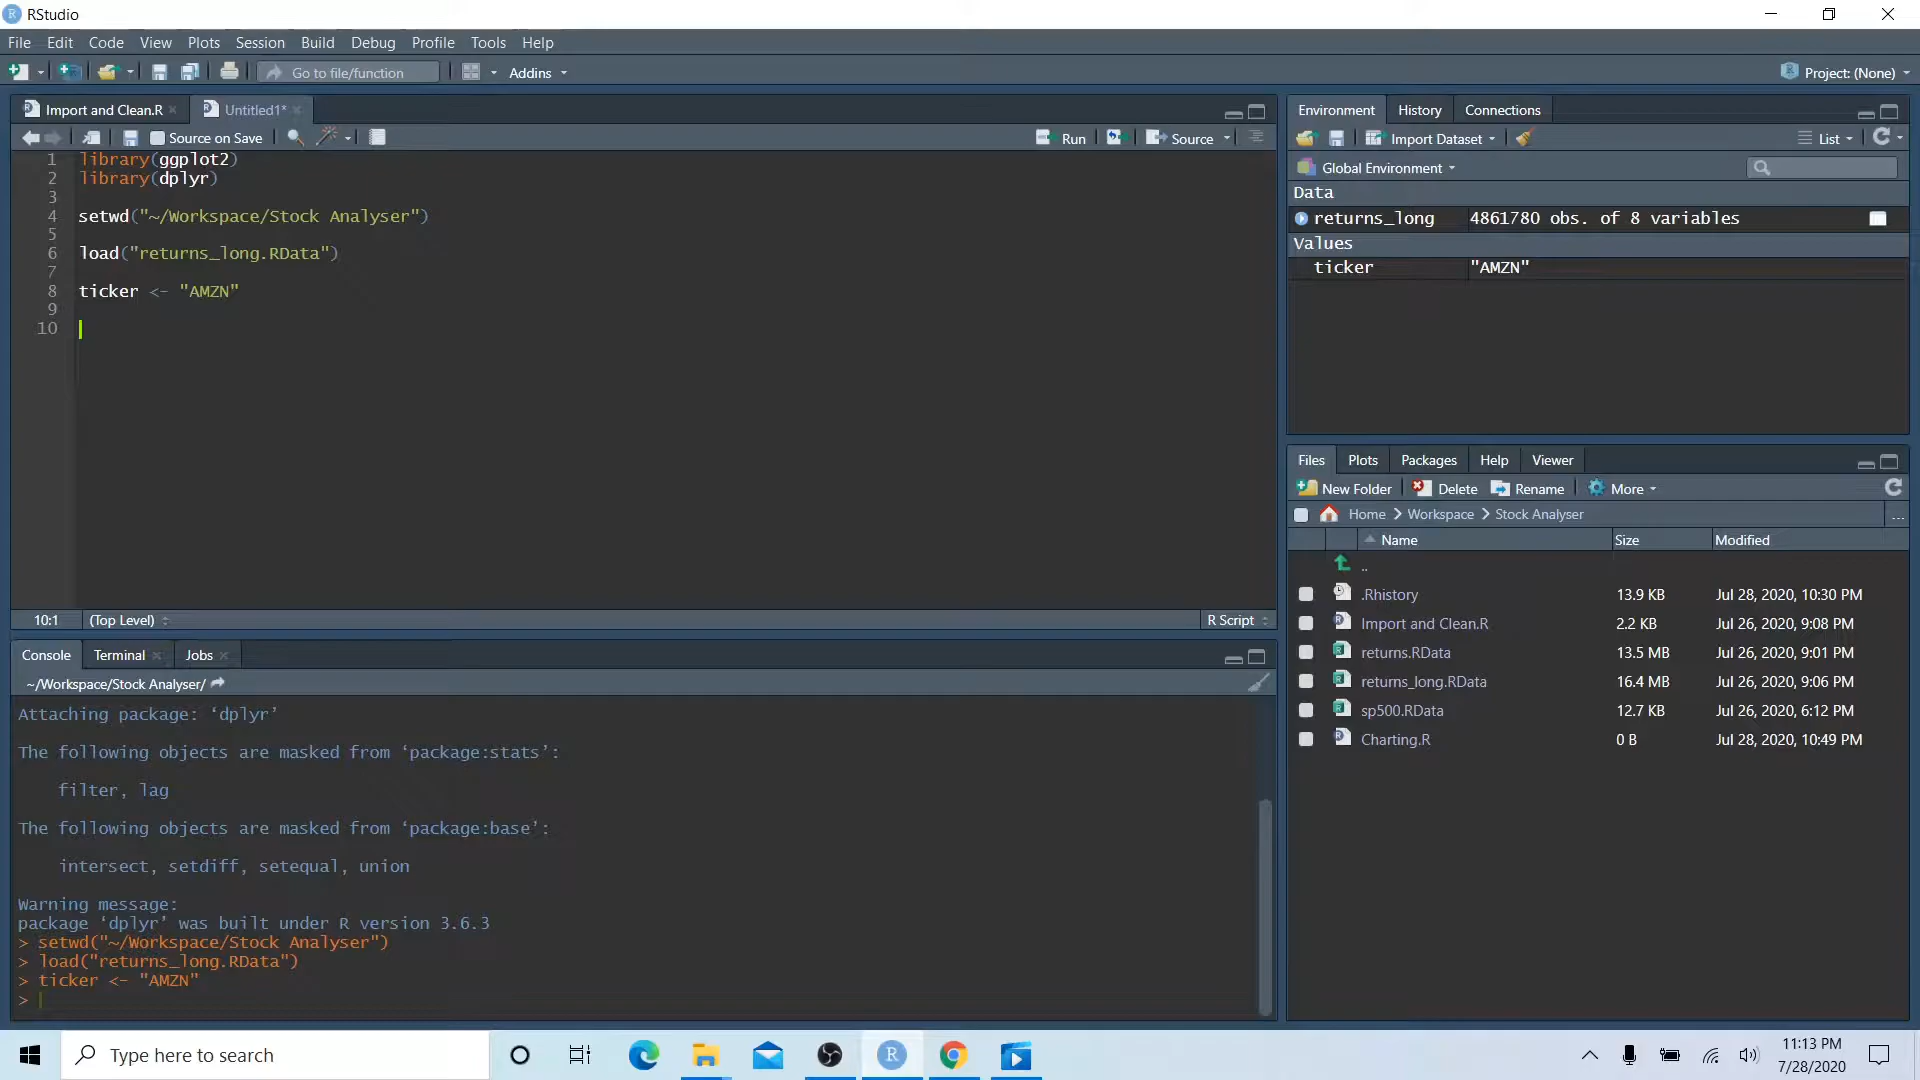 RStudio
File Edit Code View Plots Session Build Debug Profile Tools Help
Go to file/function Addins Project: (None)
Import and Clean.R Untitled1*
Source on Save Run Source
1 library(ggplot2)
2 library(dplyr)
3
4 setwd("~/Workspace/Stock Analyser")
5
6 load("returns_long.RData")
7
8 ticker <- "AMZN"
9
10
10:1 (Top Level) R Script
Console Terminal Jobs
~/Workspace/Stock Analyser/
Attaching package: ‘dplyr’
The following objects are masked from ‘package:stats’:
filter, lag
The following objects are masked from ‘package:base’:
intersect, setdiff, setequal, union
Warning message:
package ‘dplyr’ was built under R version 3.6.3
> setwd("~/Workspace/Stock Analyser")
> load("returns_long.RData")
> ticker <- "AMZN"
>
Environment History Connections
Import Dataset List
Global Environment
Data
returns_long 4861780 obs. of 8 variables
Values
ticker "AMZN"
Files Plots Packages Help Viewer
New Folder Delete Rename More
Home Workspace Stock Analyser ...
Name Size Modified
..
.Rhistory 13.9 KB Jul 28, 2020, 10:30 PM
Import and Clean.R 2.2 KB Jul 26, 2020, 9:08 PM
returns.RData 13.5 MB Jul 26, 2020, 9:01 PM
returns_long.RData 16.4 MB Jul 26, 2020, 9:06 PM
sp500.RData 12.7 KB Jul 26, 2020, 6:12 PM
Charting.R 0 B Jul 28, 2020, 10:49 PM
Type here to search
11:13 PM
7/28/2020